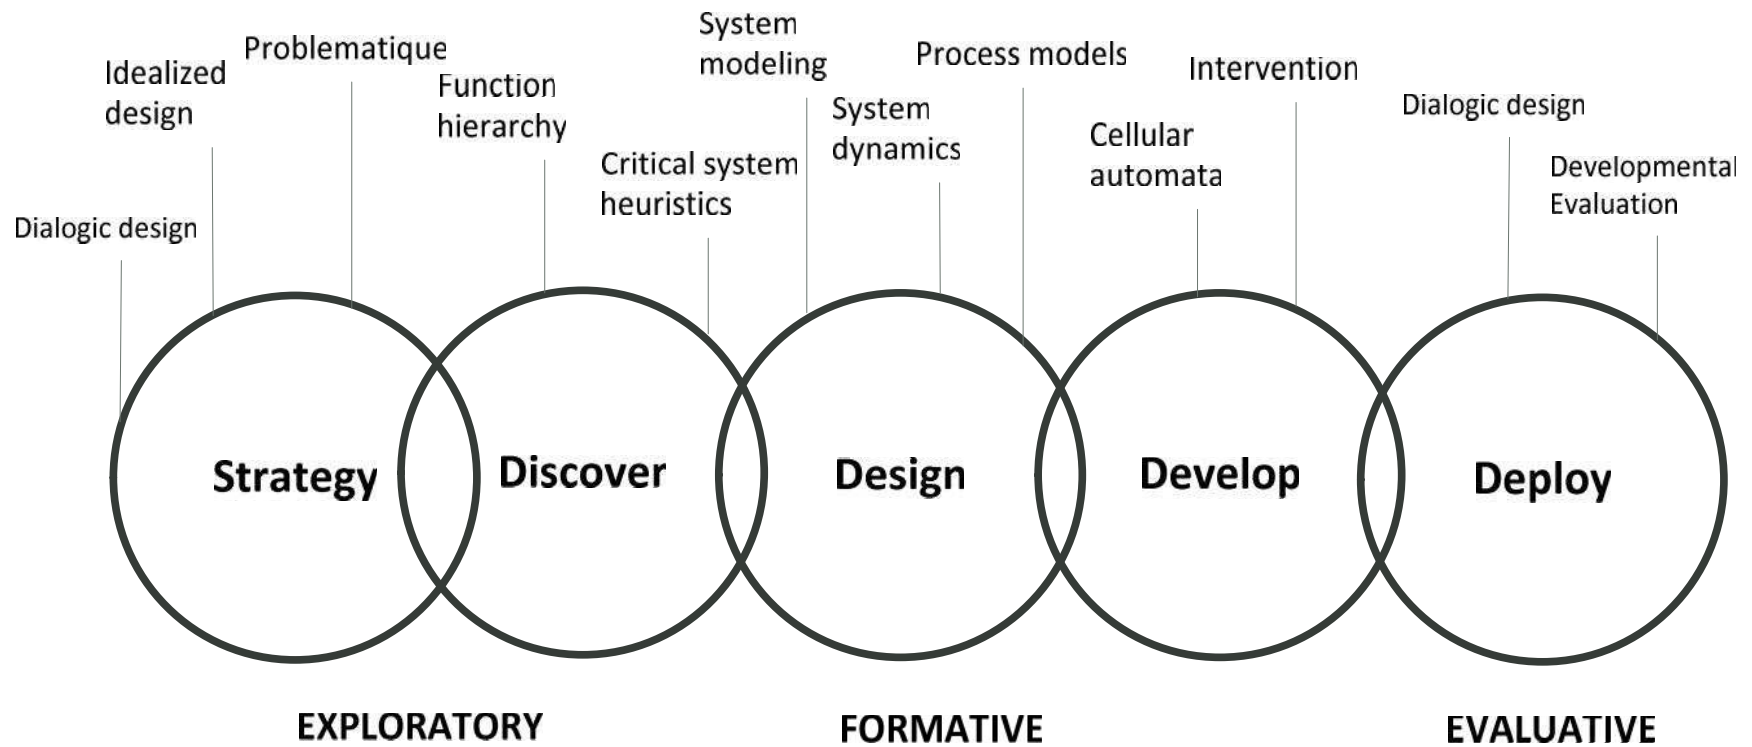 Dialogic design
Idealized
design
Problematique
Function
hierarchy
Critical system
heuristics
System
modeling
System
dynamics
Process models
Cellular
automata
Intervention
Dialogic design
Developmental
Evaluation
Strategy
Discover
Design
Develop
Deploy
EXPLORATORY
FORMATIVE
EVALUATIVE